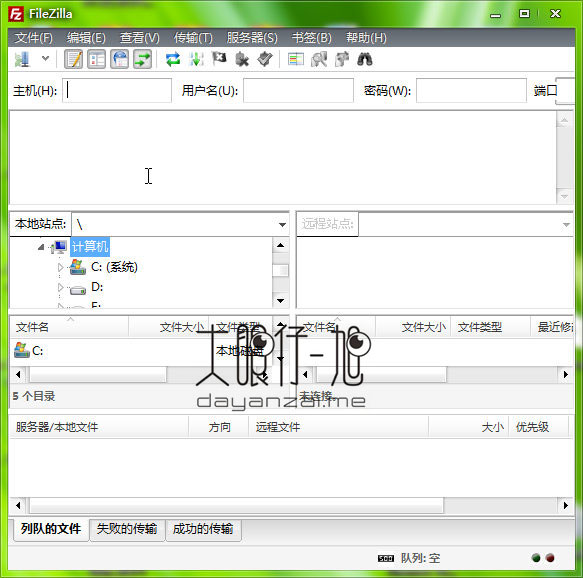 FileZilla
文件(F) 编辑(E) 查看(V) 传输(T) 服务器(S) 书签(B) 帮助(H)
主机(H): 用户名(U): 密码(W): 端口
本地站点: \ 远程站点:
计算机
C: (系统)
D:
文件名 文件大小 文件类型 文件名 文件大小 文件类型 最近修
C: 本地磁盘
大眼仔~旭
dayanzai.me
5 个目录 未连接.
服务器/本地文件 方向 远程文件 大小 优先级
列队的文件 失败的传输 成功的传输
队列: 空